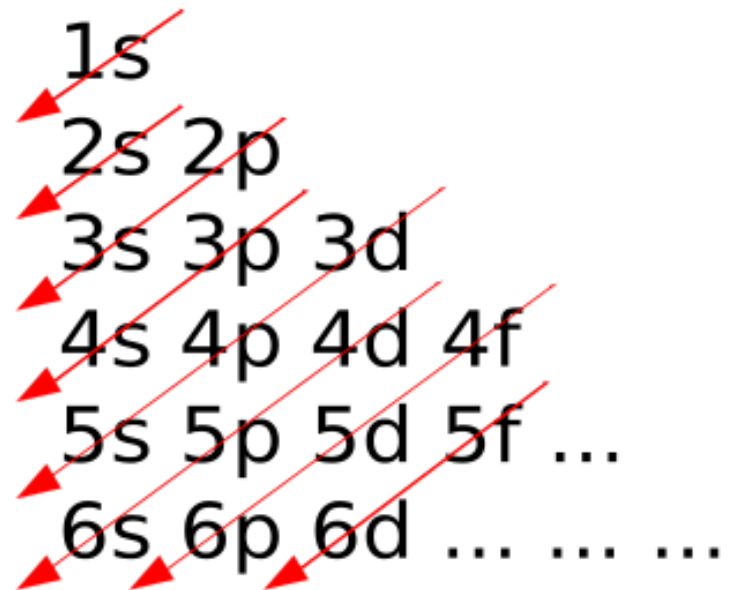 1s
2s 2p
3s 3p 3d
4s 4p 4d 4f
5s 5p 5d 5f ...
6s 6p 6d ... ... ...